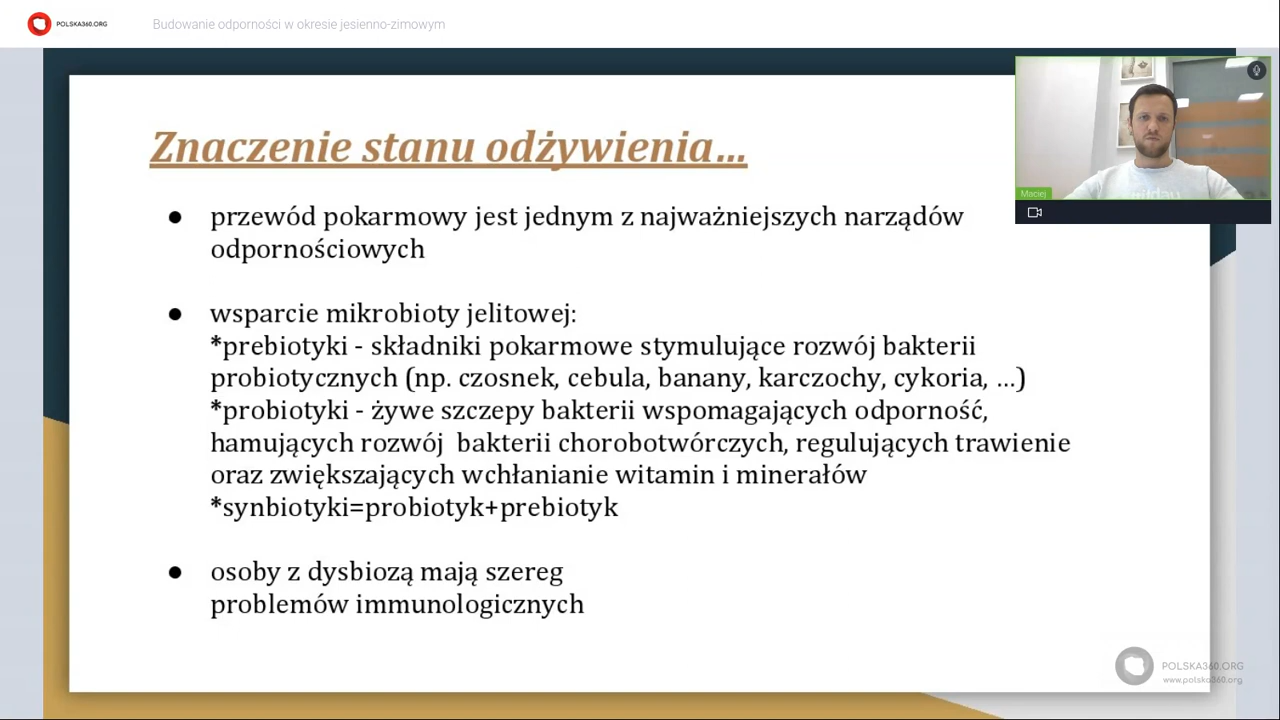 POLSKA360.ORG
Budowanie odporności w okresie jesienno-zimowym
Znaczenie stanu odżywienia...
Maciej
● przewód pokarmowy jest jednym z najważniejszych narządów
odpornościowych
● wsparcie mikrobioty jelitowej:
*prebiotyki - składniki pokarmowe stymulujące rozwój bakterii
probiotycznych (np. czosnek, cebula, banany, karczochy, cykoria, ...)
*probiotyki - żywe szczepy bakterii wspomagających odporność,
hamujących rozwój  bakterii chorobotwórczych, regulujących trawienie
oraz zwiększających wchłanianie witamin i minerałów
*synbiotyki=probiotyk+prebiotyk
● osoby z dysbiozą mają szereg
problemów immunologicznych
POLSKA360.ORG
www.polska360.org